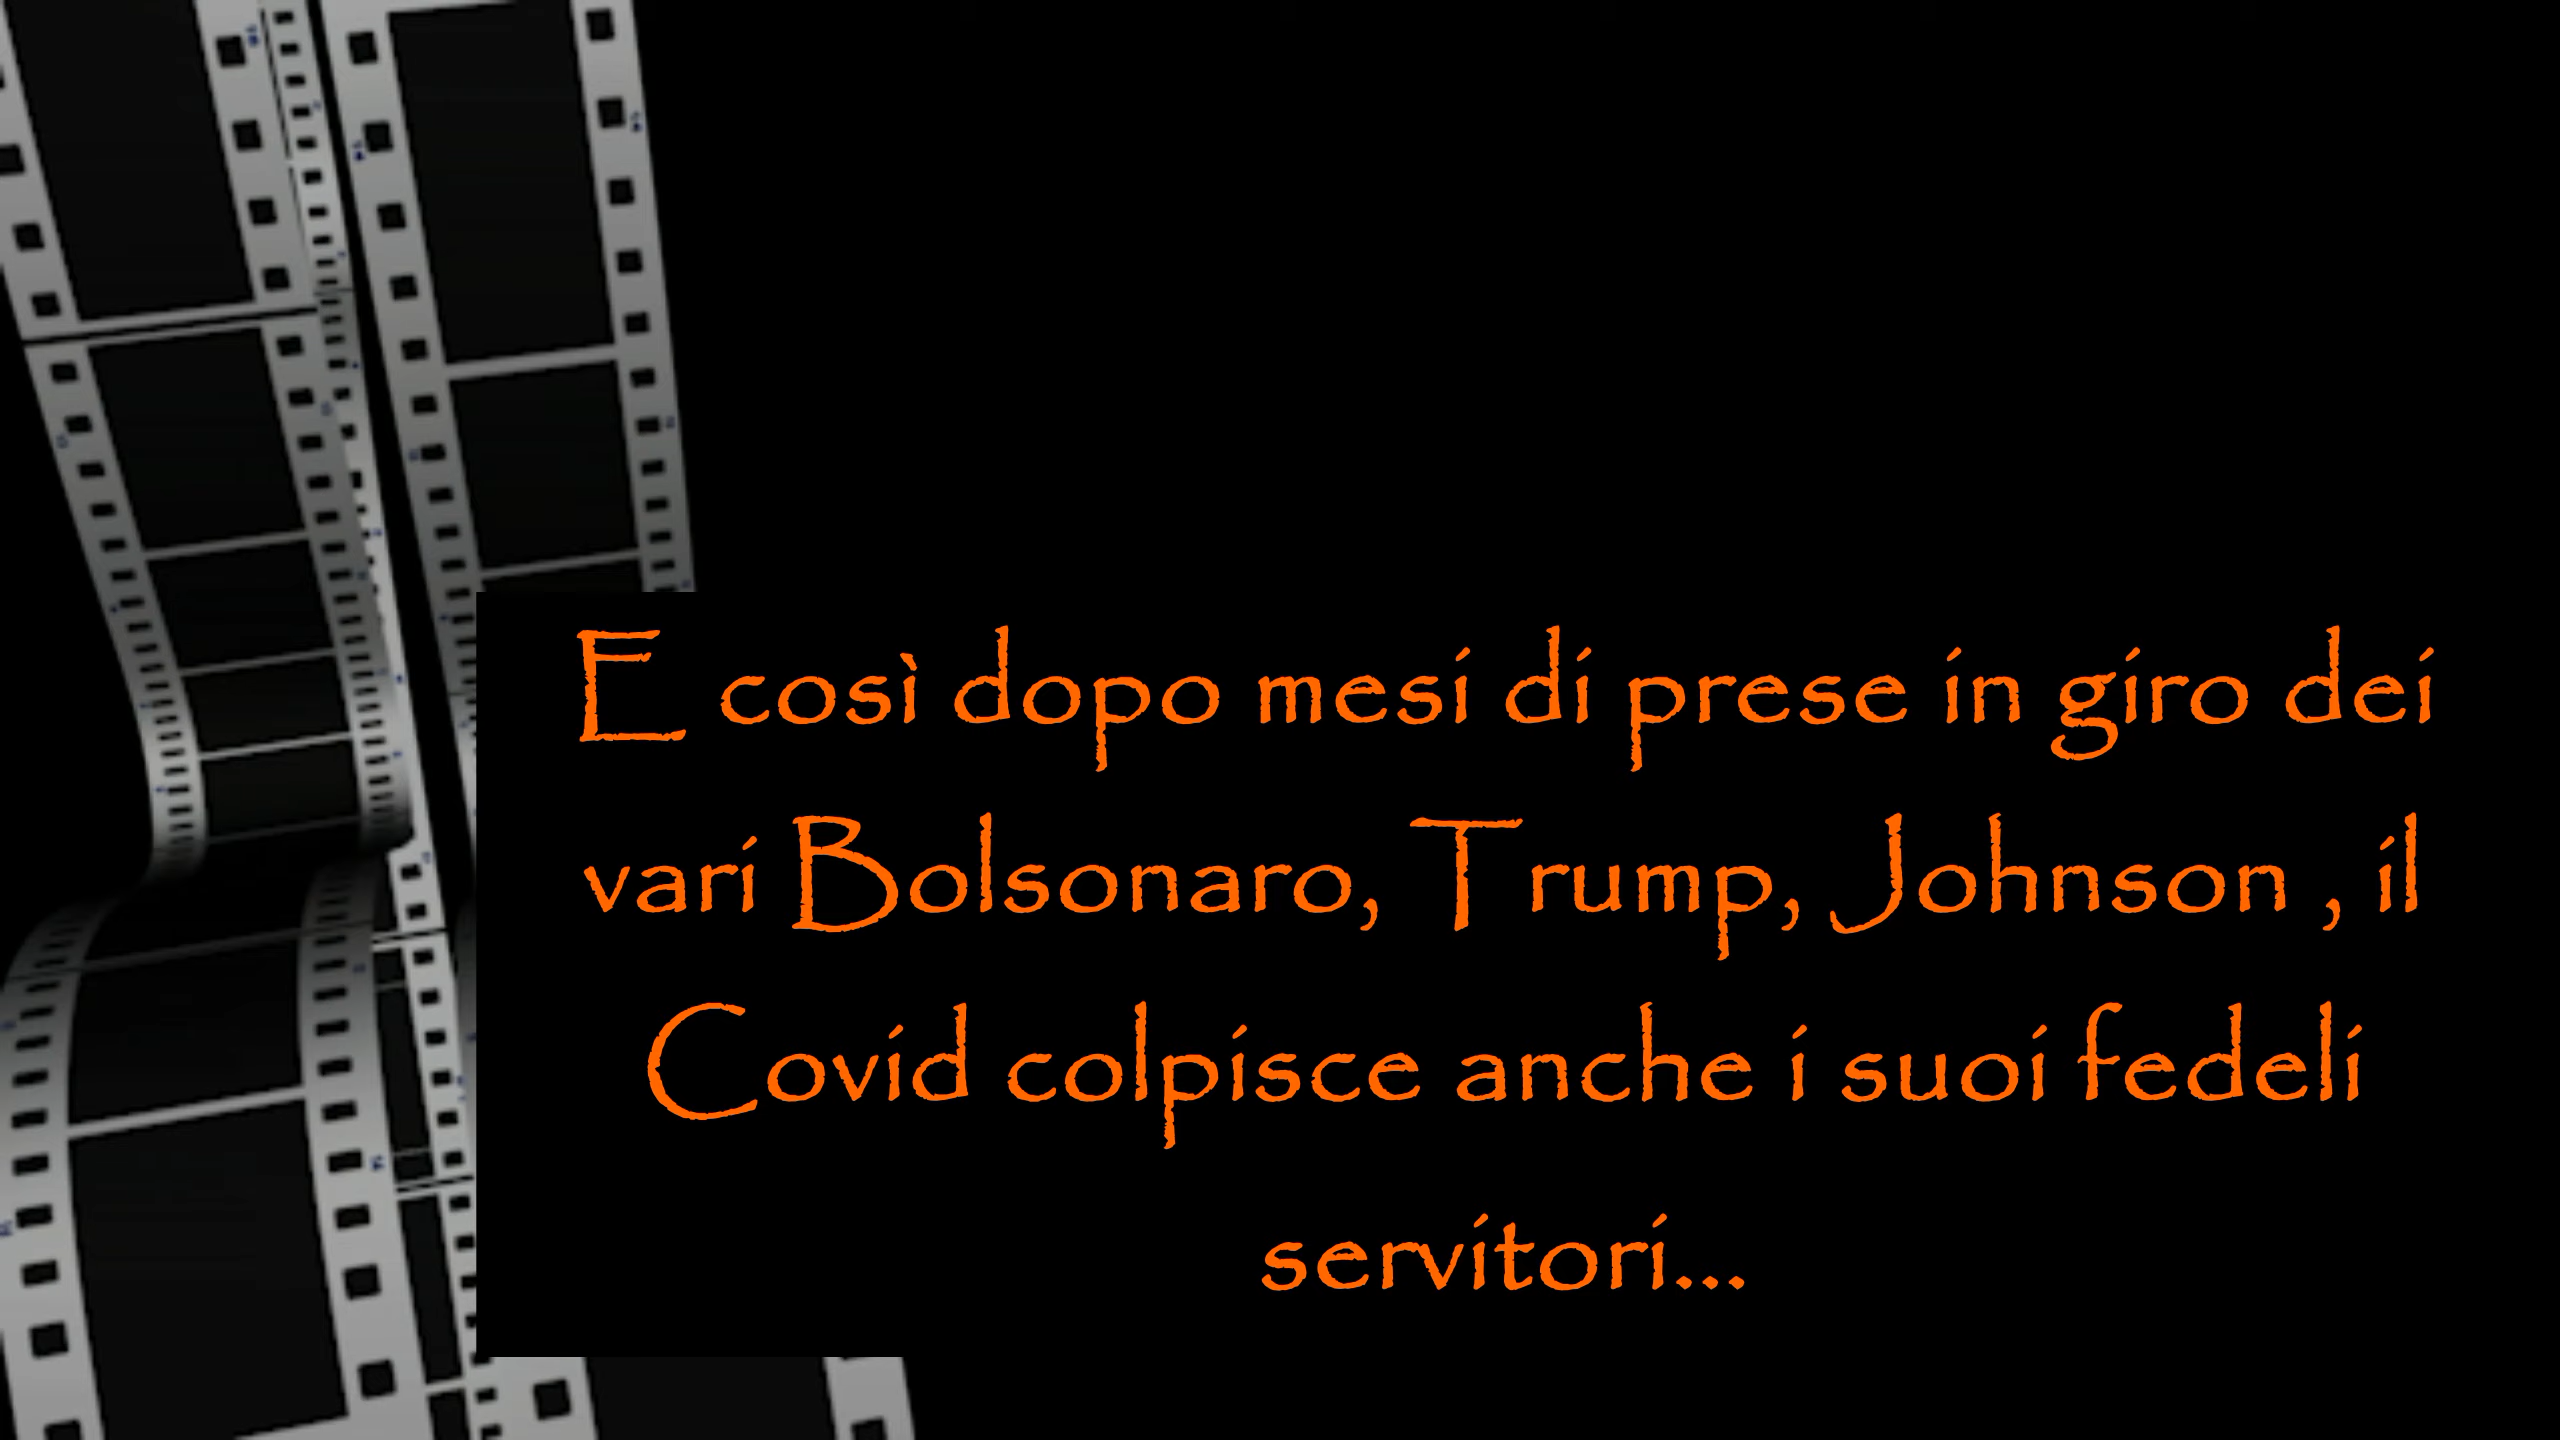 E così dopo mesi di prese in giro dei
vari Bolsonaro, Trump, Johnson , il
Covid colpisce anche i suoi fedeli
servitori...